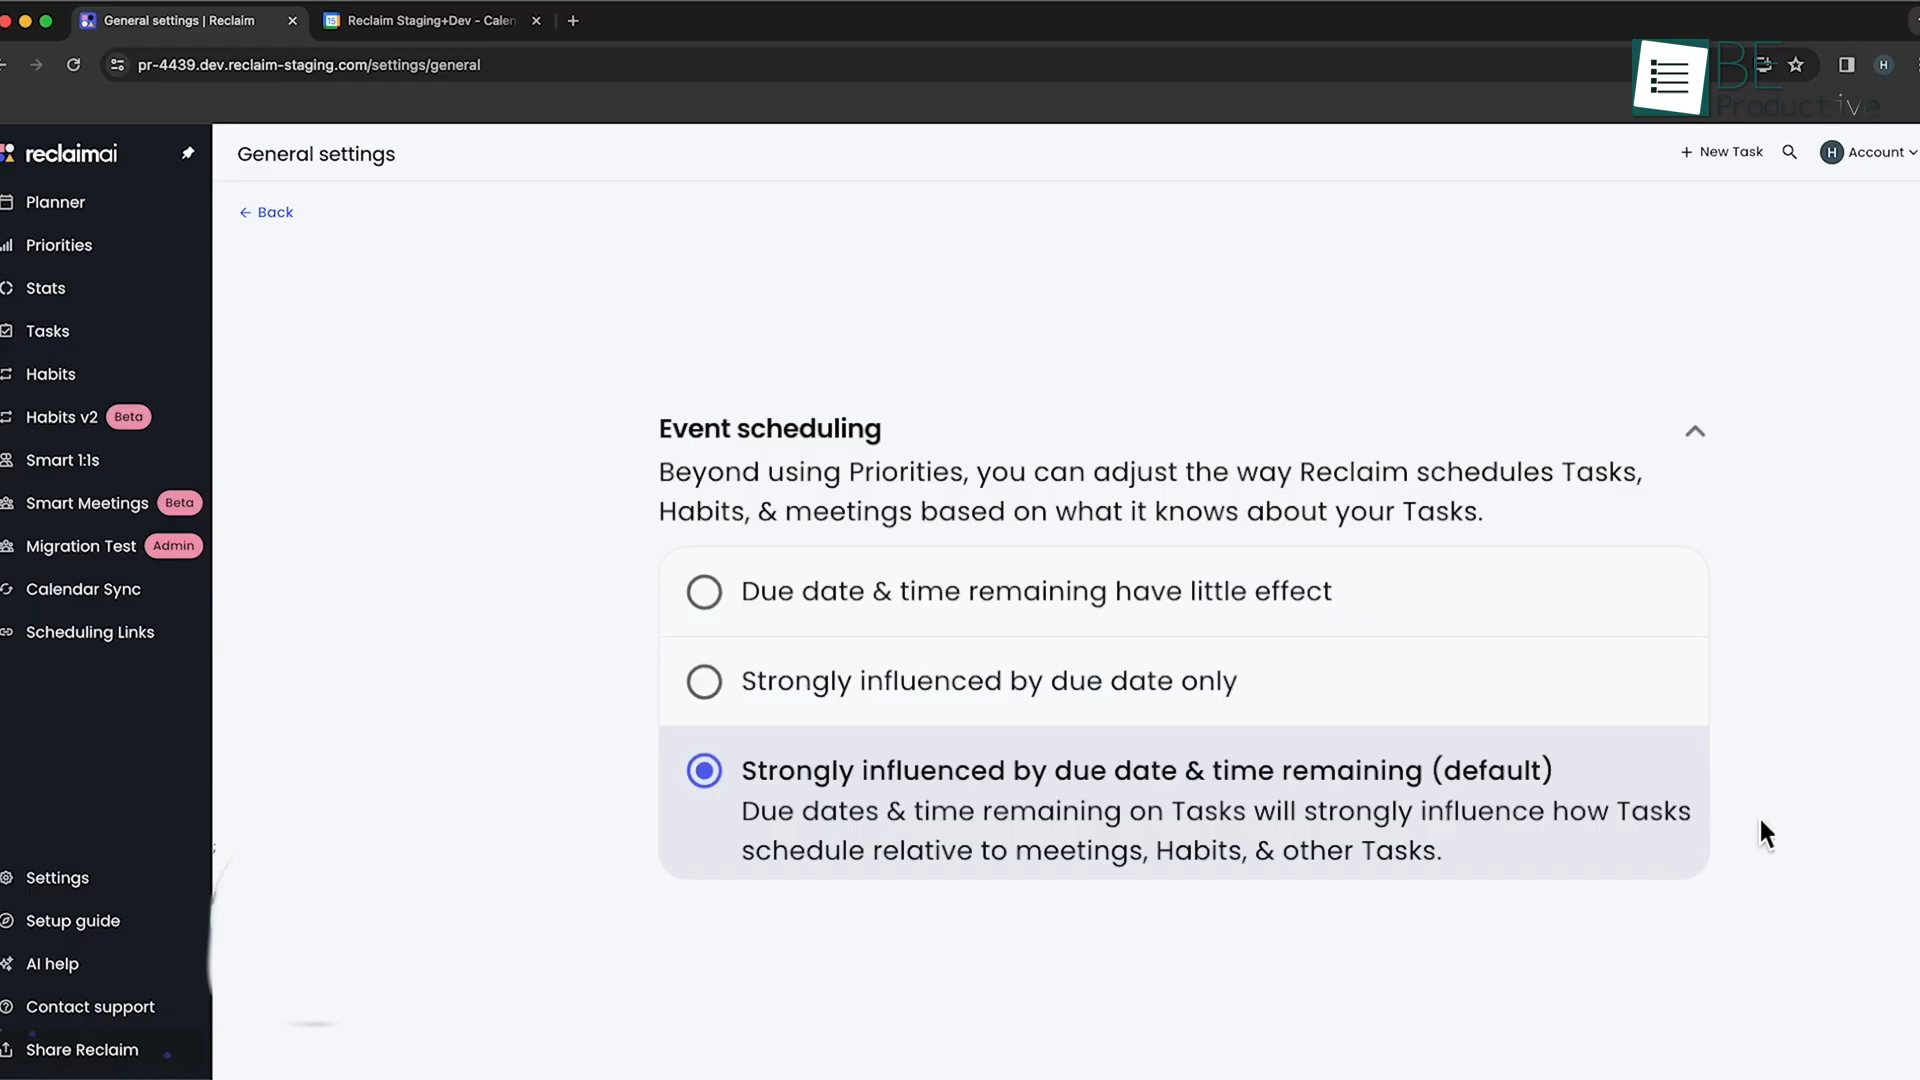 General settings | Reclaim
15
Reclaim Staging+Dev - Calen
pr-4439.dev.reclaim-staging.com/settings/general
H
BE
Productive
reclaimai
General settings
New Task
H
Account
Planner
Back
Priorities
Stats
Tasks
Habits
Habits v2 Beta
Smart 1:1s
Smart Meetings Beta
Migration Test Admin
Calendar Sync
Scheduling Links
Event scheduling
Beyond using Priorities, you can adjust the way Reclaim schedules Tasks,
Habits, & meetings based on what it knows about your Tasks.
Due date & time remaining have little effect
Strongly influenced by due date only
Strongly influenced by due date & time remaining (default)
Due dates & time remaining on Tasks will strongly influence how Tasks
schedule relative to meetings, Habits, & other Tasks.
Settings
Setup guide
AI help
Contact support
Share Reclaim